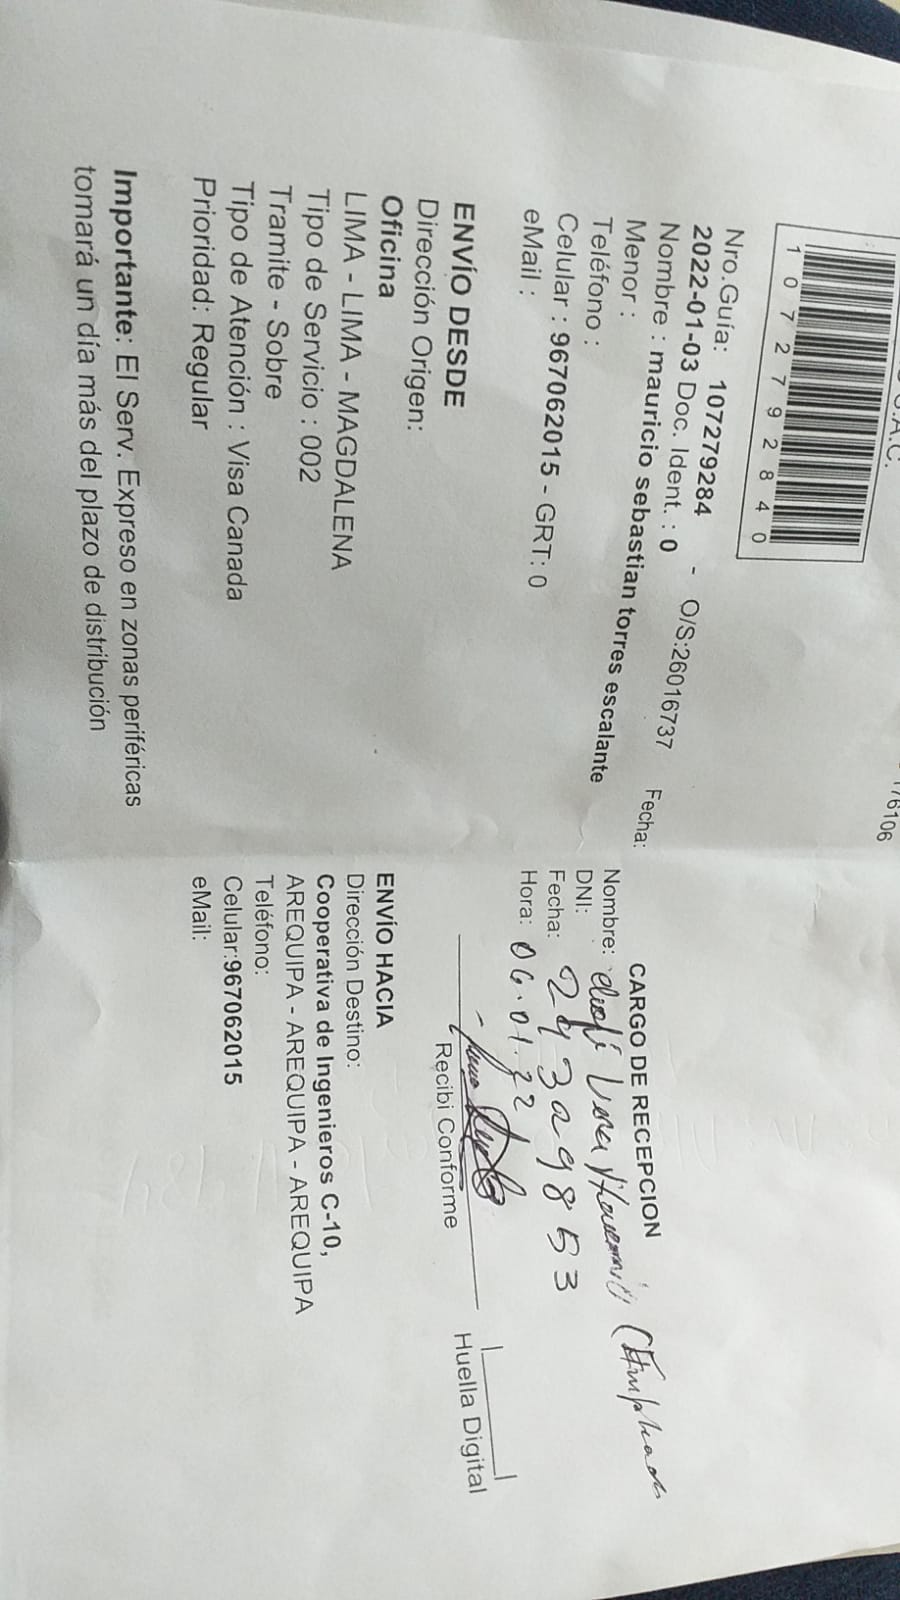 S.A.C.
176106
1 0 7 2 7 9 2 8 4 0
Nro.Guía: 107279284 - O/S:26016737 Fecha:
2022-01-03 Doc. Ident. : 0
Nombre : mauricio sebastian torres escalante
Menor :
Teléfono :
Celular : 967062015 - GRT: 0
eMail :
ENVÍO DESDE
Dirección Origen:
Oficina
LIMA - LIMA - MAGDALENA
Tipo de Servicio : 002
Tramite - Sobre
Tipo de Atención : Visa Canada
Prioridad: Regular
Importante: El Serv. Expreso en zonas periféricas
tomará un día más del plazo de distribución
CARGO DE RECEPCION
Nombre: Vera
DNI:
Fecha: 29739853
Hora: 06.01.22
Recibi Conforme
Huella Digital
ENVÍO HACIA
Dirección Destino:
Cooperativa de Ingenieros C-10,
AREQUIPA - AREQUIPA - AREQUIPA
Teléfono:
Celular:967062015
eMail: